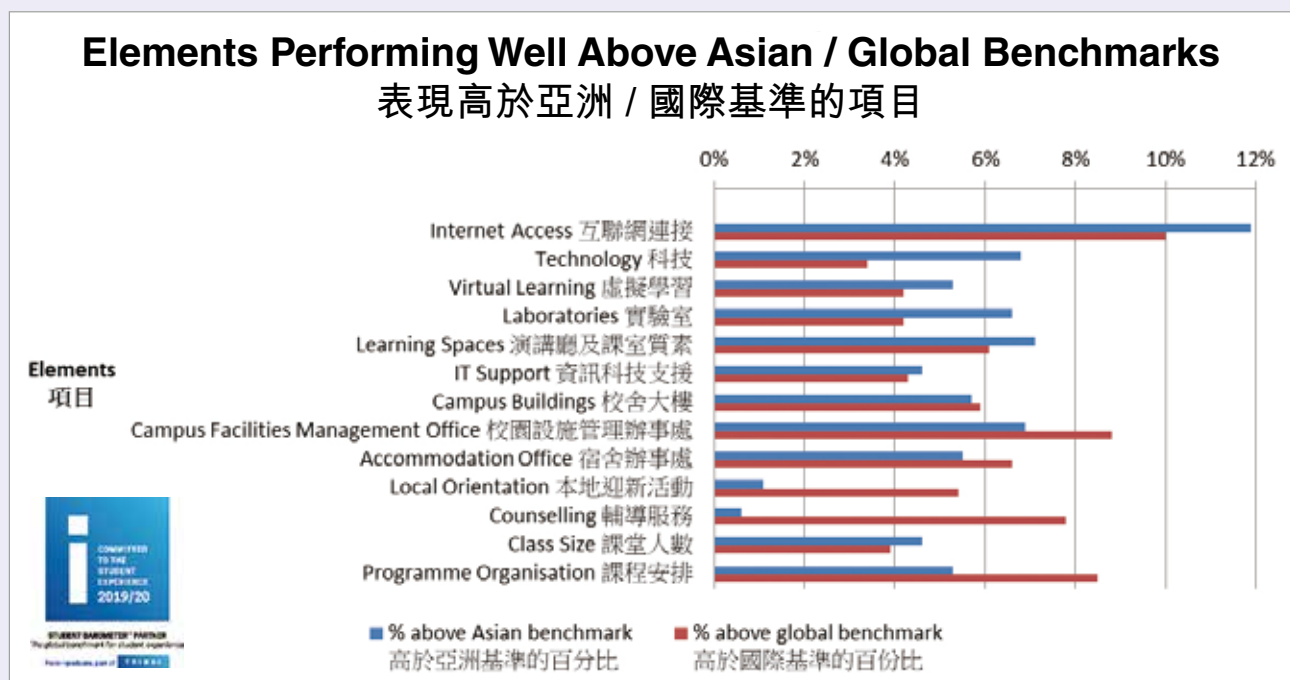 Elements Performing Well Above Asian / Global Benchmarks
表現高於亞洲 / 國際基準的項目
0% 2% 4% 6% 8% 10% 12%
Internet Access 互聯網連接
Technology 科技
Virtual Learning 虛擬學習
Laboratories 實驗室
Learning Spaces 演講廳及課室質素
IT Support 資訊科技支援
Campus Buildings 校舍大樓
Campus Facilities Management Office 校園設施管理辦事處
Accommodation Office 宿舍辦事處
Local Orientation 本地迎新活動
Counselling 輔導服務
Class Size 課堂人數
Programme Organisation 課程安排
Elements
項目
% above Asian benchmark
高於亞洲基準的百分比
% above global benchmark
高於國際基準的百份比
i
COMMITTED
TO THE
STUDENT
EXPERIENCE
2019/20
STUDENT BAROMETER™ PARTNER
The global benchmark for student experience